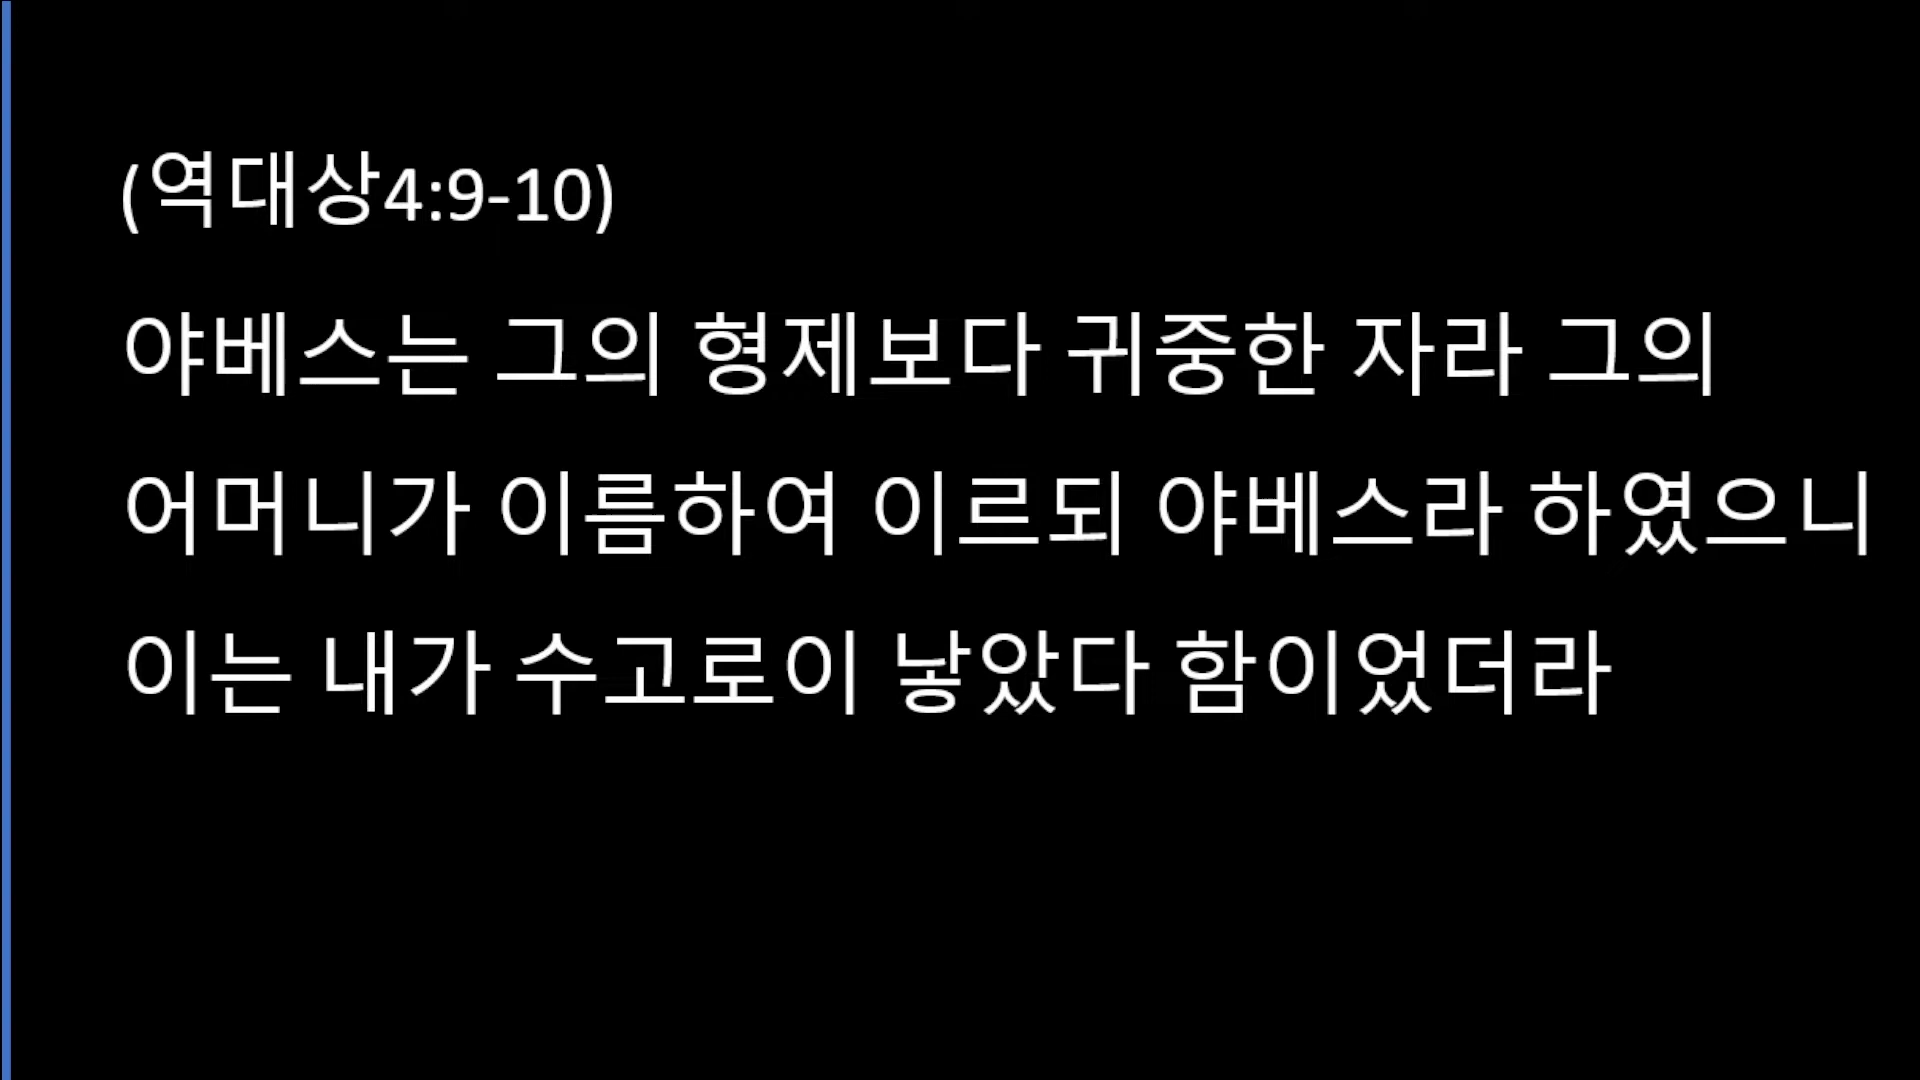 (역대상4:9-10)
야베스는 그의 형제보다 귀중한 자라 그의
어머니가 이름하여 이르되 야베스라 하였으니
이는 내가 수고로이 낳았다 함이었더라